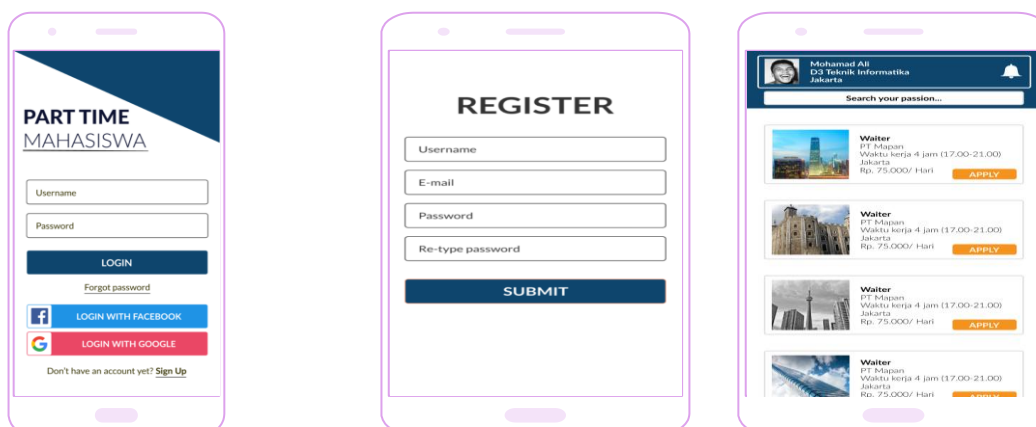 PART TIME
MAHASISWA
Username
Password
LOGIN
Forgot password
LOGIN WITH FACEBOOK
LOGIN WITH GOOGLE
Don't have an account yet? Sign Up
REGISTER
Username
E-mail
Password
Re-type password
SUBMIT
Mohamad Ali
D3 Teknik Informatika
Jakarta
Search your passion...
Waiter
PT Mapan
Waktu kerja 4 jam (17.00-21.00)
Jakarta
Rp. 75.000/ Hari
APPLY
Waiter
PT Mapan
Waktu kerja 4 jam (17.00-21.00)
Jakarta
Rp. 75.000/ Hari
APPLY
Waiter
PT Mapan
Waktu kerja 4 jam (17.00-21.00)
Jakarta
Rp. 75.000/ Hari
APPLY
Waiter
PT Mapan
Waktu kerja 4 jam (17.00-21.00)
Jakarta
Rp. 75.000/ Hari
APPLY